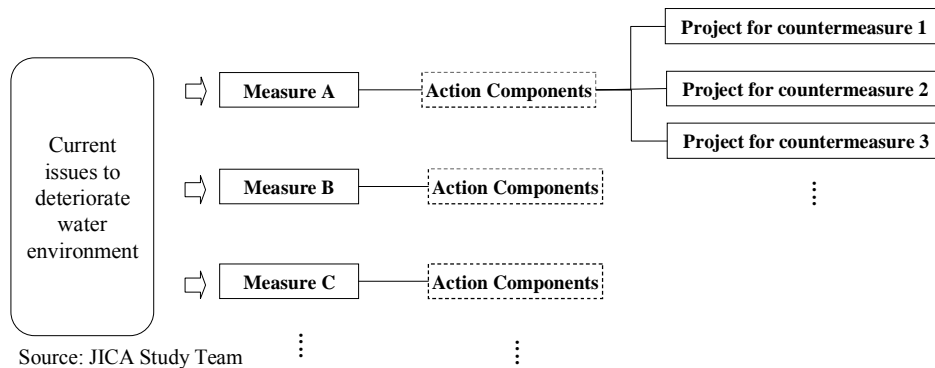 Project for countermeasure 1
Measure A
Action Components
Project for countermeasure 2
Project for countermeasure 3
Current
issues to
deteriorate
water
environment
Measure B
Action Components
Measure C
Action Components
Source: JICA Study Team